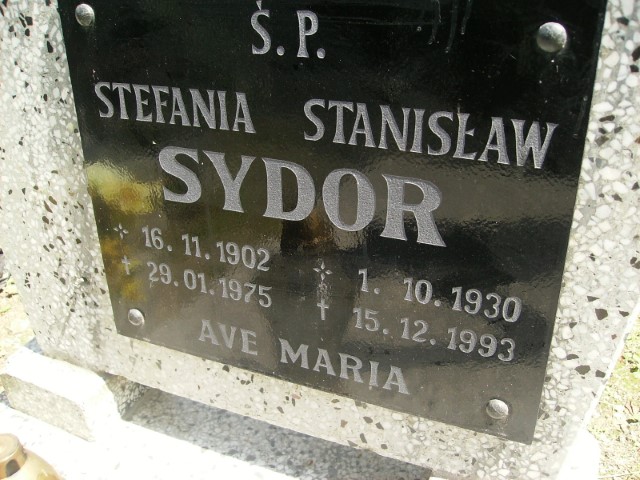 Ś. P.
STEFANIA STANISŁAW
SYDOR
16. 11. 1902
29. 01. 1975
1. 10. 1930
15. 12. 1993
AVE MARIA